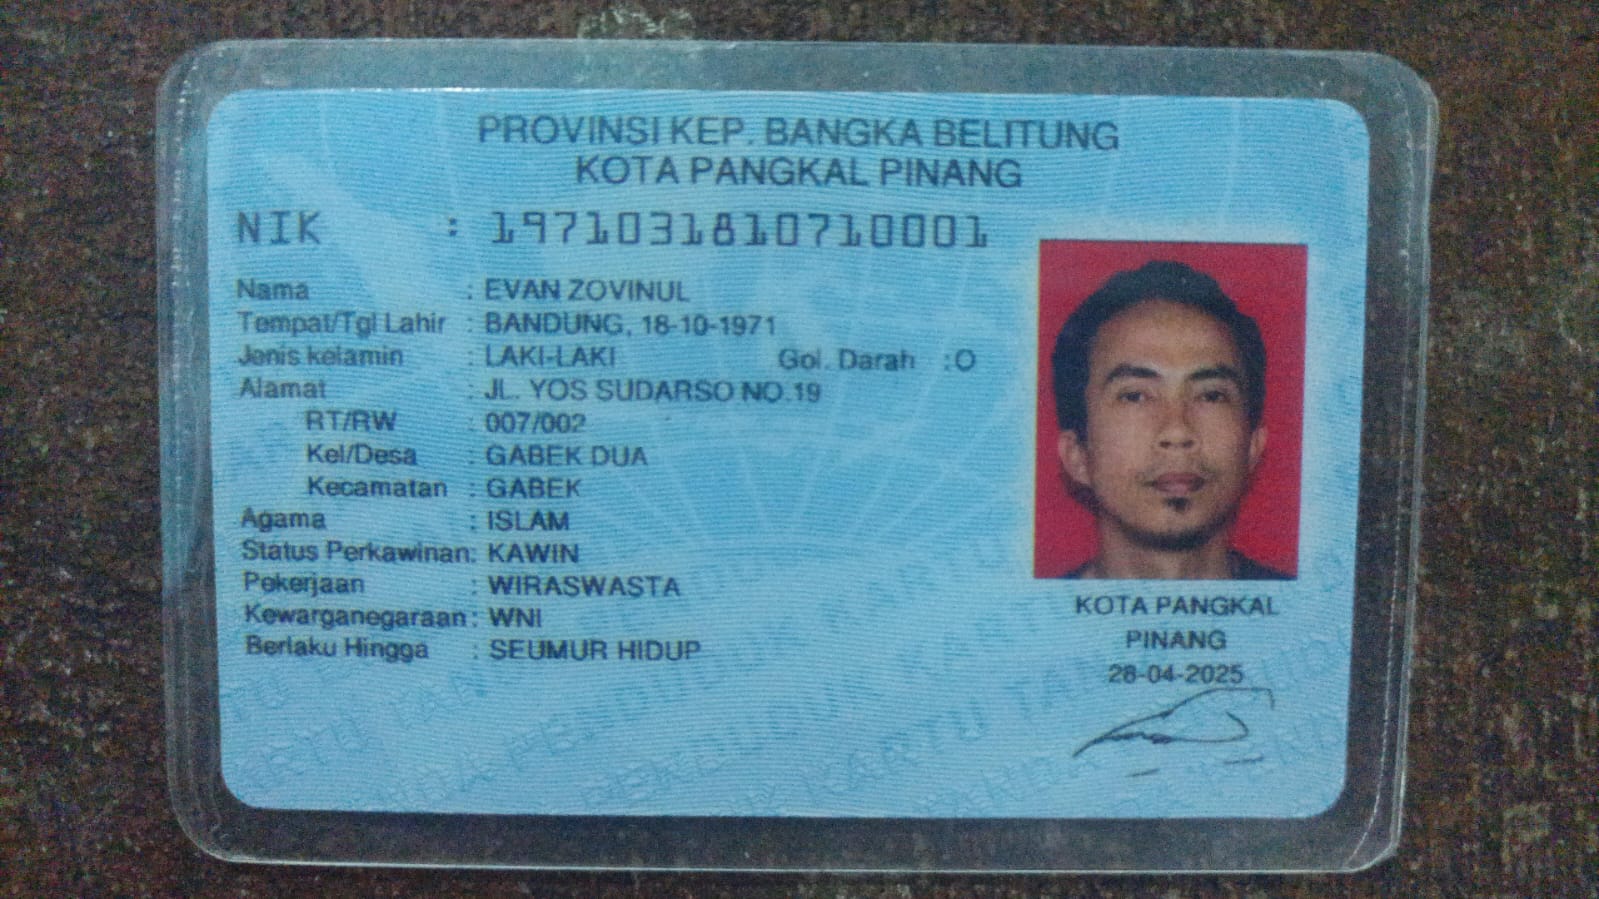 PROVINSI KEP. BANGKA BELITUNG
KOTA PANGKAL PINANG
NIK : 1971031810710001
Nama : EVAN ZOVINUL
Tempat/Tgl Lahir : BANDUNG, 18-10-1971
Jenis kelamin : LAKI-LAKI Gol. Darah : O
Alamat : JL. YOS SUDARSO NO.19
RT/RW : 007/002
Kel/Desa : GABEK DUA
Kecamatan : GABEK
Agama : ISLAM
Status Perkawinan: KAWIN
Pekerjaan : WIRASWASTA
Kewarganegaraan : WNI
Berlaku Hingga : SEUMUR HIDUP
KOTA PANGKAL
PINANG
28-04-2025